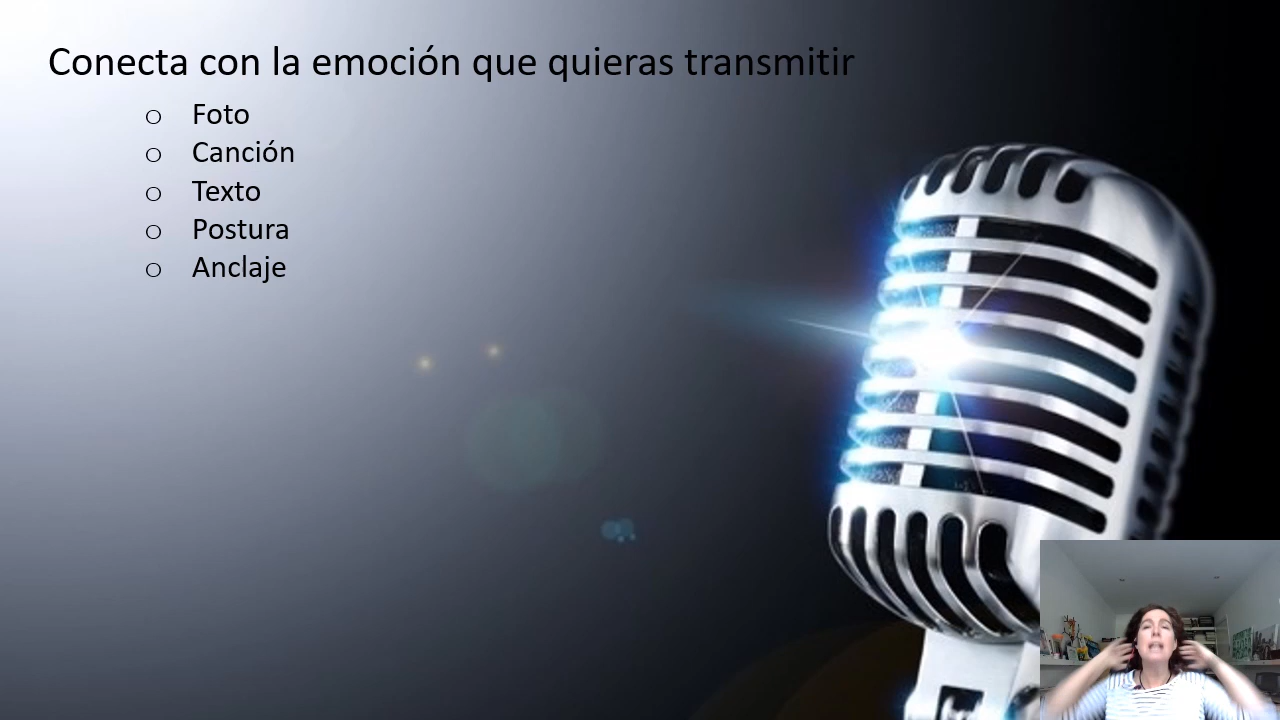 Conecta con la emoción que quieras transmitir
o Foto
o Canción
o Texto
o Postura
o Anclaje